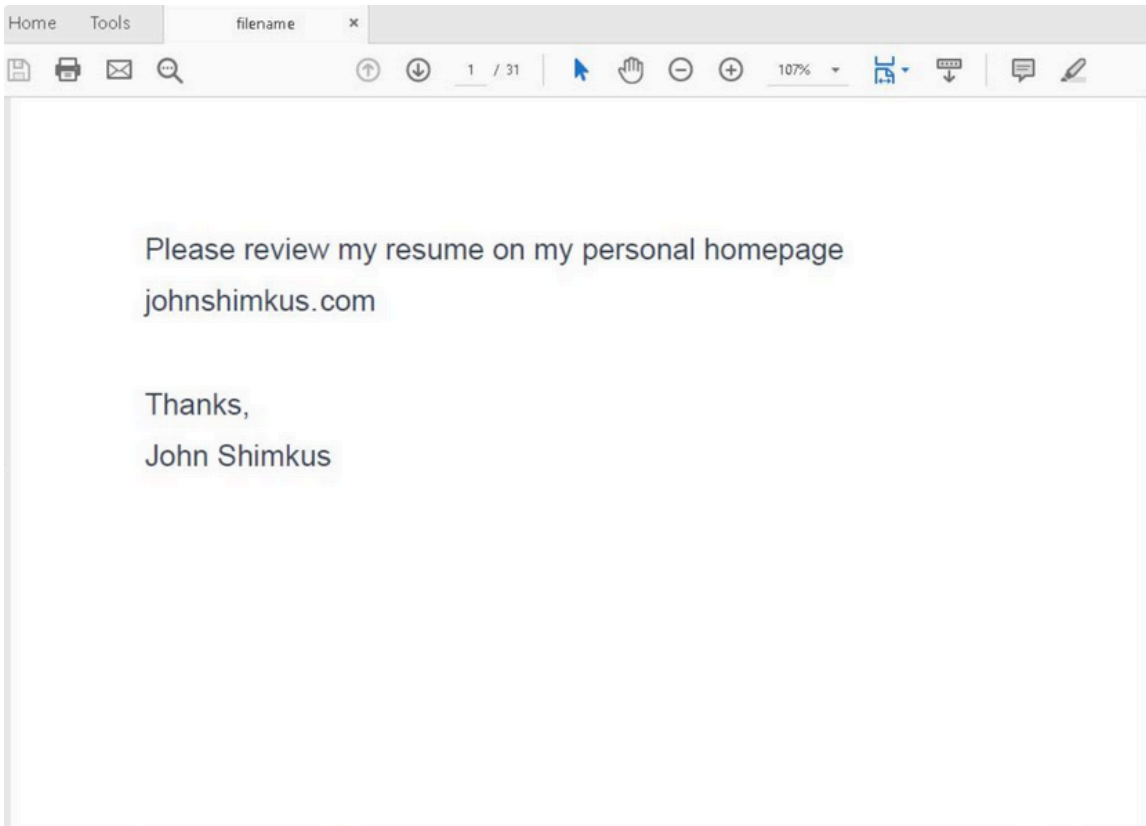 Home Tools filename ×
1 / 31 107%
Please review my resume on my personal homepage
johnshimkus.com
Thanks,
John Shimkus